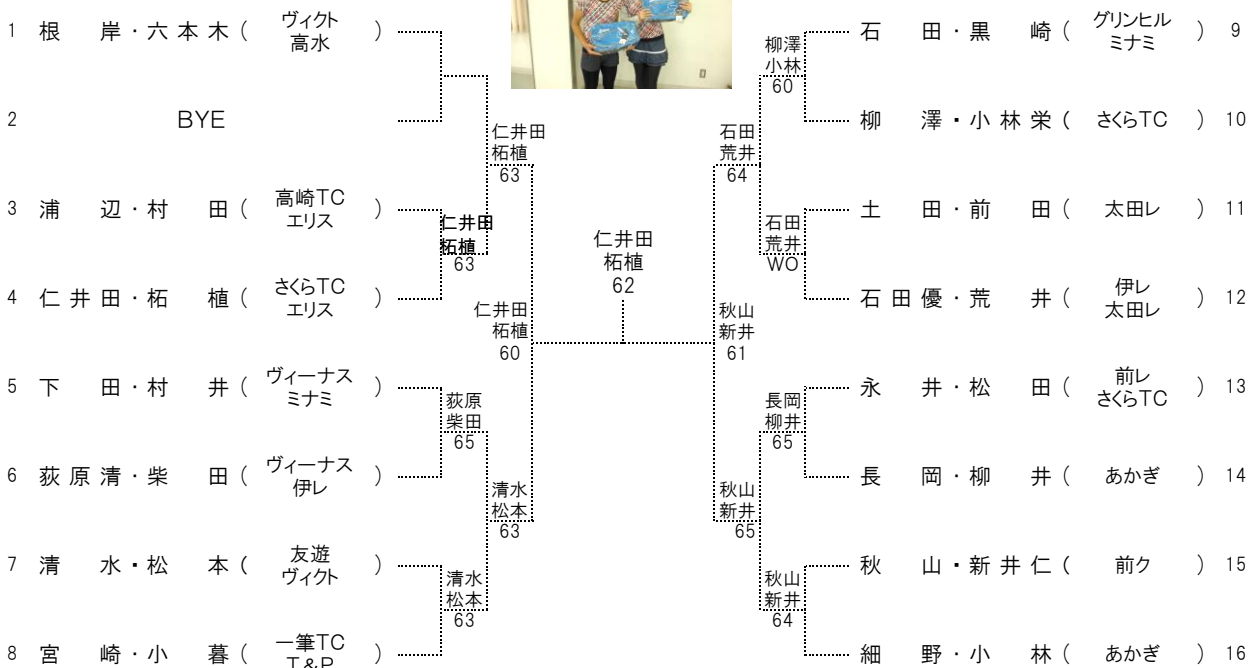 1 根 岸・六 本 木 ( ヴィクト 高水 )
2 BYE
3 浦 辺・村 田 ( 高崎TC エリス )
4 仁 井 田・柘 植 ( さくらTC エリス )
5 下 田・村 井 ( ヴィーナス ミナミ )
6 荻 原 清・柴 田 ( ヴィーナス 伊レ )
7 清 水・松 本 ( 友遊 ヴィクト )
8 宮 崎・小 暮 ( 一筆TC T&P )
仁井田
柘植
63
荻原
柴田
65
清水
松本
63
仁井田
柘植
63
清水
松本
63
仁井田
柘植
60
仁井田
柘植
62
秋山
新井
61
石田
荒井
64
秋山
新井
65
柳澤
小林
60
石田
荒井
WO
長岡
柳井
65
秋山
新井
64
石 田・黒 崎 ( グリンヒル ミナミ ) 9
柳 澤・小 林 栄 ( さくらTC ) 10
土 田・前 田 ( 太田レ ) 11
石 田 優・荒 井 ( 伊レ 太田レ ) 12
永 井・松 田 ( 前レ さくらTC ) 13
長 岡・柳 井 ( あかぎ ) 14
秋 山・新 井 仁 ( 前ク ) 15
細 野・小 林 ( あかぎ ) 16